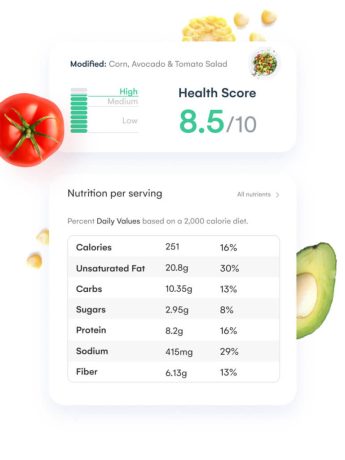 Modified: Corn, Avocado & Tomato Salad
High
Medium
Low
Health Score
8.5/10
Nutrition per serving
All nutrients >
Percent Daily Values based on a 2,000 calorie diet.
Calories 251 16%
Unsaturated Fat 20.8g 30%
Carbs 10.35g 13%
Sugars 2.95g 8%
Protein 8.2g 16%
Sodium 415mg 29%
Fiber 6.13g 13%